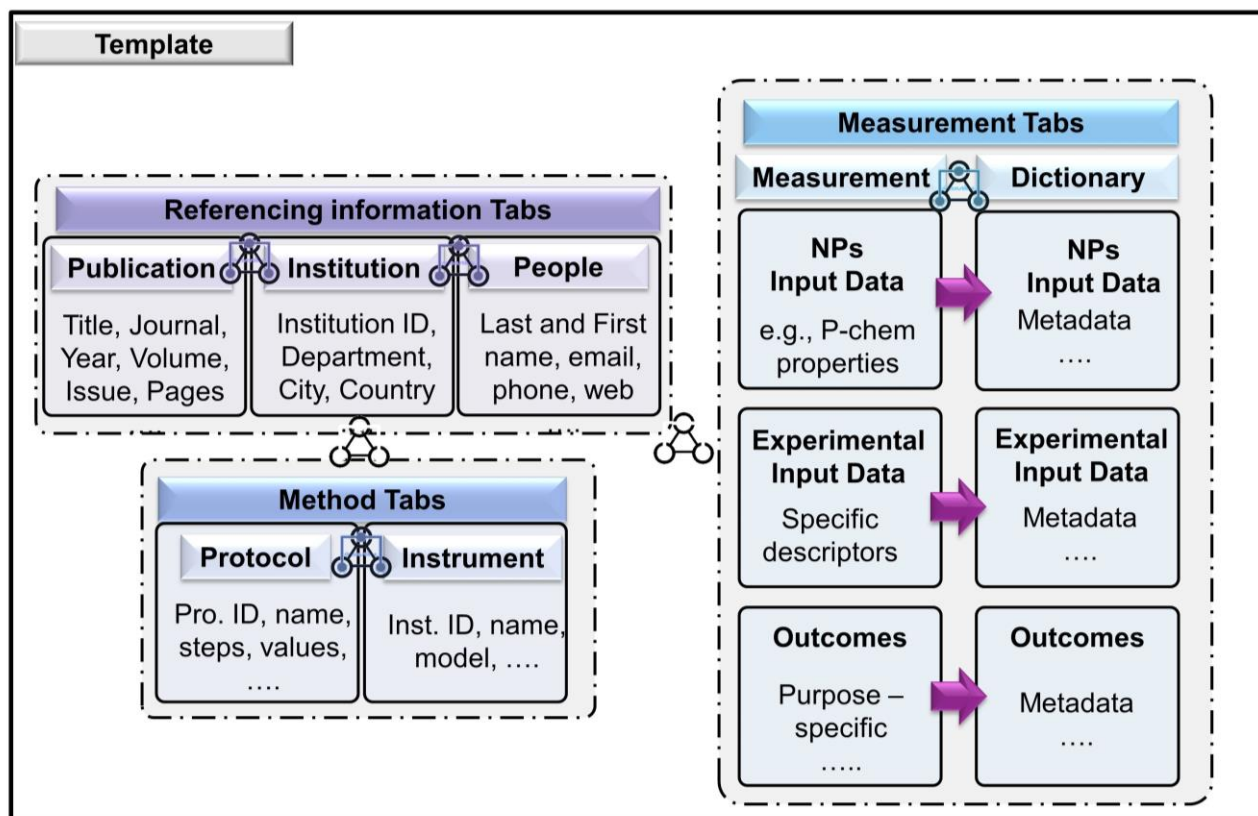 Template
Referencing information Tabs
Publication
Title, Journal,
Year, Volume,
Issue, Pages
....
Institution
Institution ID,
Department,
City, Country
People
Last and First
name, email,
phone, web
....
Method Tabs
Protocol
Pro. ID, name,
steps, values,
....
Instrument
Inst. ID, name,
model, ....
Measurement Tabs
Measurement
Dictionary
NPs
Input Data
e.g., P-chem
properties
NPs
Input Data
Metadata
....
Experimental
Input Data
Specific
descriptors
Experimental
Input Data
Metadata
....
Outcomes
Purpose –
specific
.....
Outcomes
Metadata
....